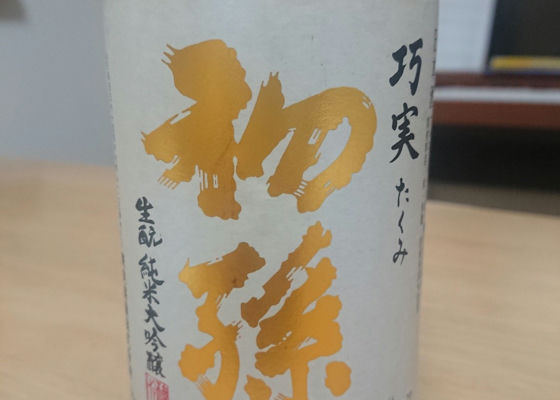 巧実
たくみ
初孫
生酛 純米大吟醸